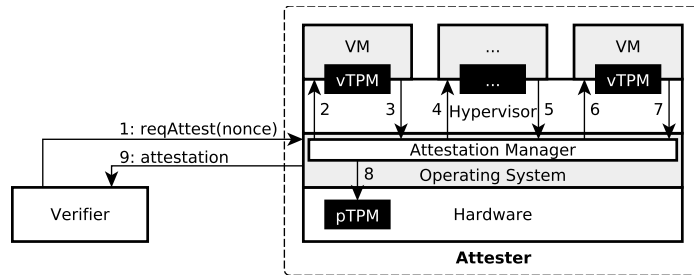 VM
...
VM
vTPM
...
vTPM
2
3
4
Hypervisor
5
6
7
1: reqAttest(nonce)
Attestation Manager
9: attestation
8
Operating System
Verifier
pTPM
Hardware
Attester